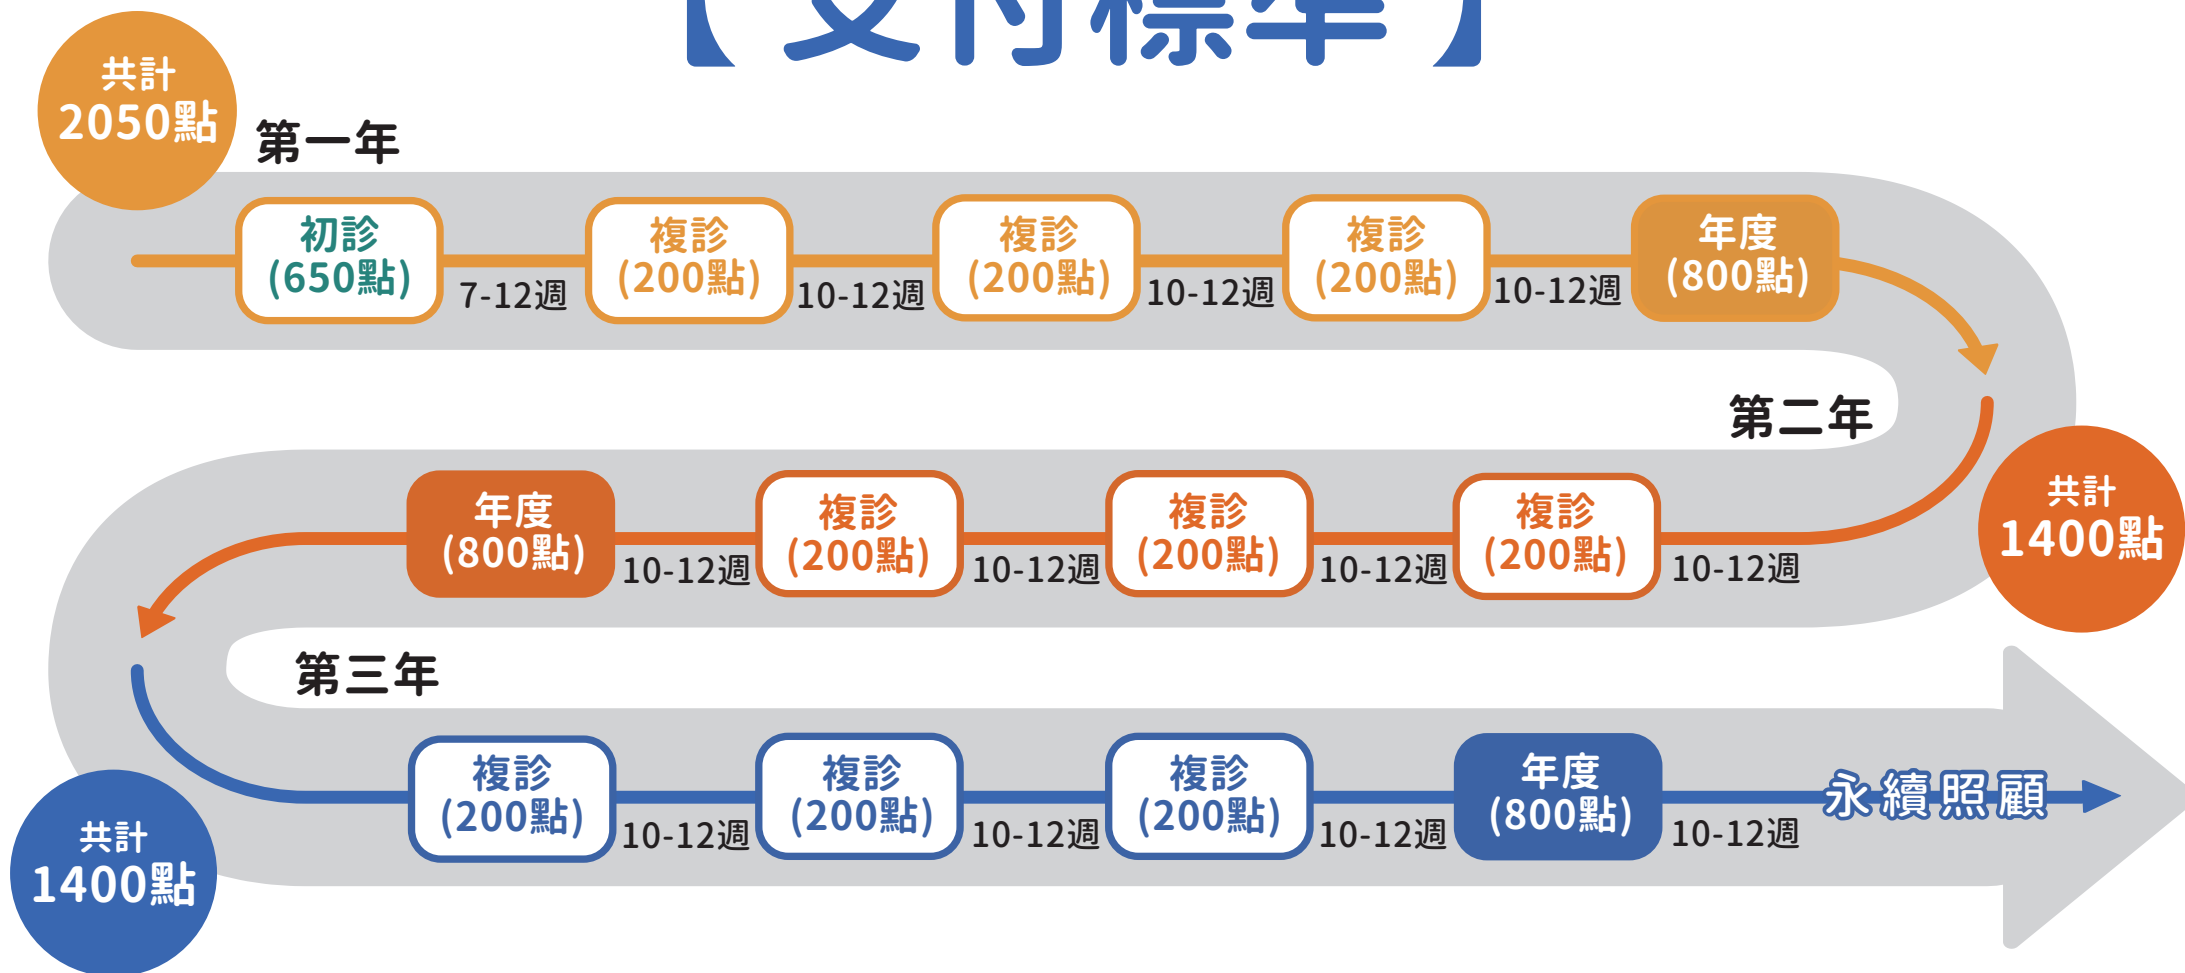 【交付標準】
共計
2050點
第一年
初診
(650點)
7-12週
複診
(200點)
10-12週
複診
(200點)
10-12週
複診
(200點)
10-12週
年度
(800點)
第二年
共計
1400點
10-12週
複診
(200點)
10-12週
複診
(200點)
10-12週
複診
(200點)
10-12週
年度
(800點)
第三年
共計
1400點
複診
(200點)
10-12週
複診
(200點)
10-12週
複診
(200點)
10-12週
年度
(800點)
10-12週
永續照顧